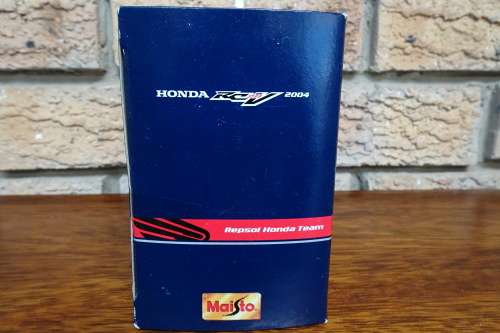 HONDA RC211V 2004
Repsol Honda Team
Maisto